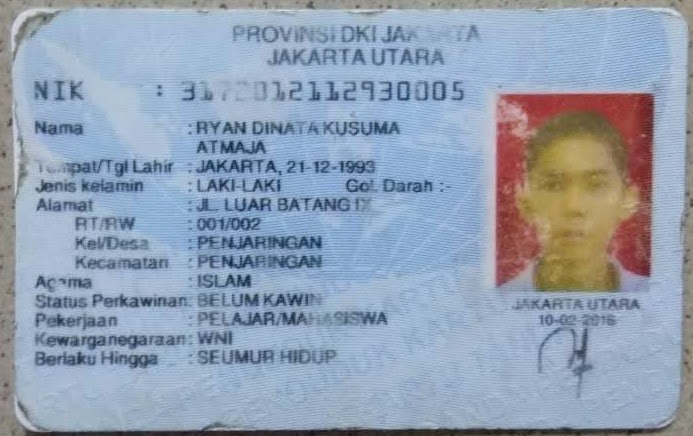 PROVINSI DKI JAKARTA
JAKARTA UTARA
NIK : 3172012112930005
Nama : RYAN DINATA KUSUMA
ATMAJA
Tempat/Tgl Lahir : JAKARTA, 21-12-1993
Jenis kelamin : LAKI-LAKI Gol. Darah :-
Alamat : JL. LUAR BATANG IX
RT/RW : 001/002
Kel/Desa : PENJARINGAN
Kecamatan : PENJARINGAN
Agama : ISLAM
Status Perkawinan: BELUM KAWIN
Pekerjaan : PELAJAR/MAHASISWA
Kewarganegaraan: WNI
Berlaku Hingga : SEUMUR HIDUP
JAKARTA UTARA
10-02-2016